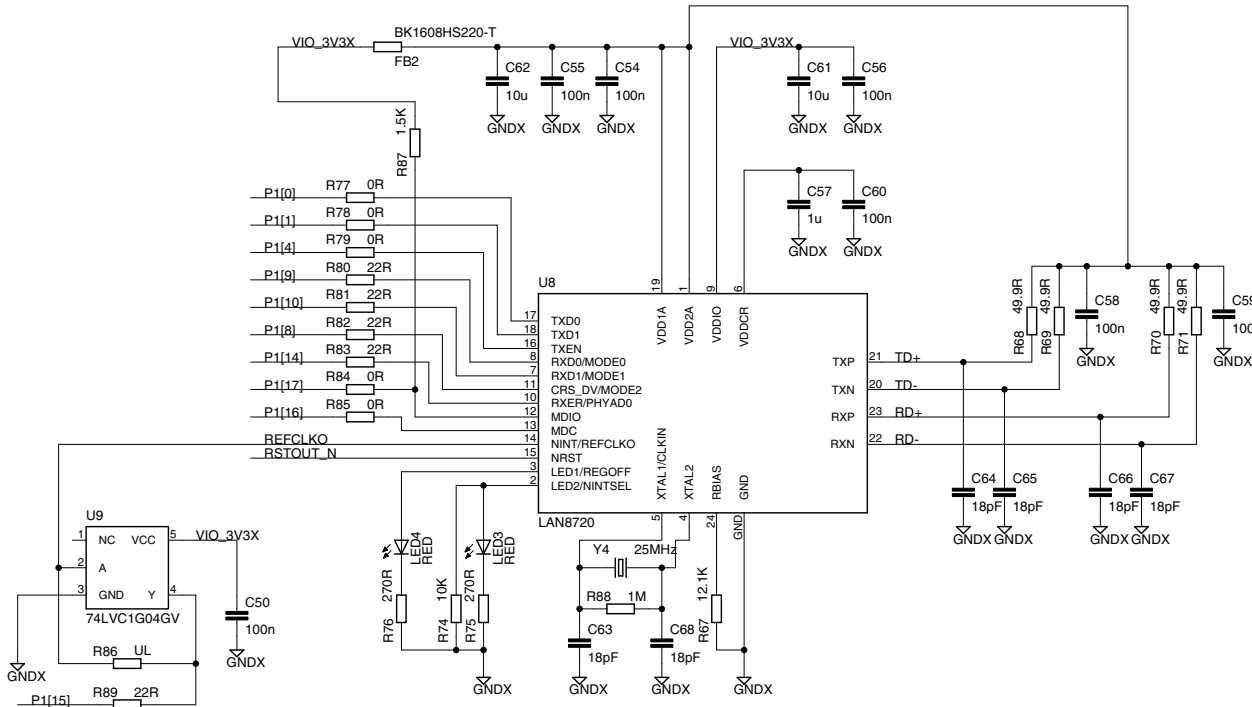 BK1608HS220-T
VIO_3V3X
FB2
C62
10u
GNDX
C55
100n
GNDX
C54
100n
GNDX
VIO_3V3X
C61
10u
GNDX
C56
100n
GNDX
1.5K
R87
C57
1u
GNDX
C60
100n
GNDX
P1[0]
R77
0R
P1[1]
R78
0R
P1[4]
R79
0R
P1[9]
R80
22R
P1[10]
R81
22R
P1[8]
R82
22R
P1[14]
R83
22R
P1[17]
R84
0R
P1[16]
R85
0R
REFCLKO
RSTOUT_N
U8
19
VDD1A
1
VDD2A
9
VDDIO
6
VDDCR
17
TXD0
18
TXD1
16
TXEN
8
RXD0/MODE0
7
RXD1/MODE1
11
CRS_DV/MODE2
10
RXER/PHYAD0
12
MDIO
13
MDC
14
NINT/REFCLKO
15
NRST
3
LED1/REGOFF
2
LED2/NINTSEL
TXP
21
TD+
TXN
20
TD-
RXP
23
RD+
RXN
22
RD-
XTAL1/CLKIN
5
XTAL2
4
RBIAS
24
GND
GND
LAN8720
49.9R
R68
49.9R
R69
C58
100n
GNDX
49.9R
R70
49.9R
R71
C59
100
GNDX
C64
18pF
GNDX
C65
18pF
GNDX
C66
18pF
GNDX
C67
18pF
GNDX
U9
1
NC
VCC
5
VIO_3V3X
2
A
3
GND
Y
4
74LVC1G04GV
GNDX
C50
100n
GNDX
R86
UL
P1[15]
R89
22R
LED4
RED
270R
R76
10K
R74
LED3
RED
270R
R75
GNDX
Y4
25MHz
R88
1M
C63
18pF
GNDX
C68
18pF
GNDX
12.1K
R67
GNDX